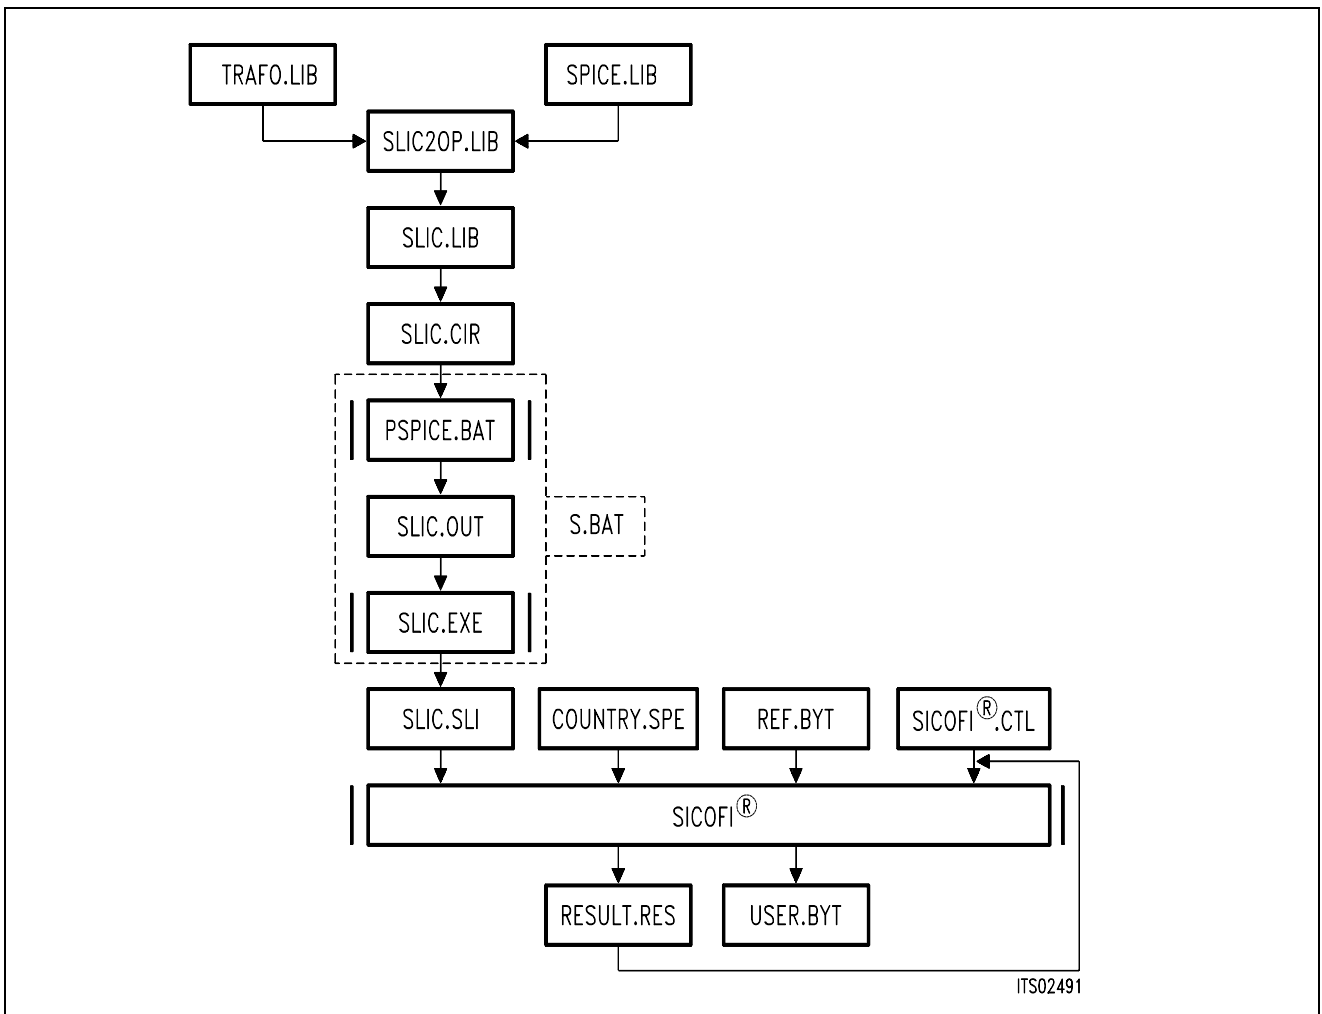 TRAFO.LIB
SPICE.LIB
SLIC2OP.LIB
SLIC.LIB
SLIC.CIR
PSPICE.BAT
SLIC.OUT
S.BAT
SLIC.EXE
SLIC.SLI
COUNTRY.SPE
REF.BYT
SICOFI®.CTL
SICOFI®
RESULT.RES
USER.BYT
ITS02491